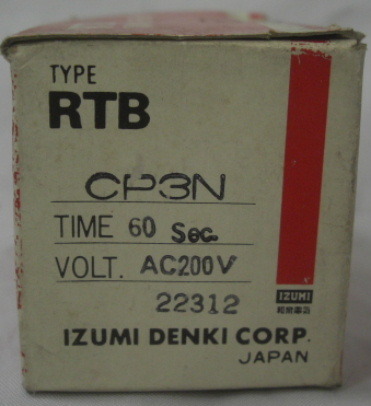 TYPE
RTB
CP3N
TIME 60 Sec.
VOLT. AC200V
22312
IZUMI
IZUMI DENKI CORP.
JAPAN